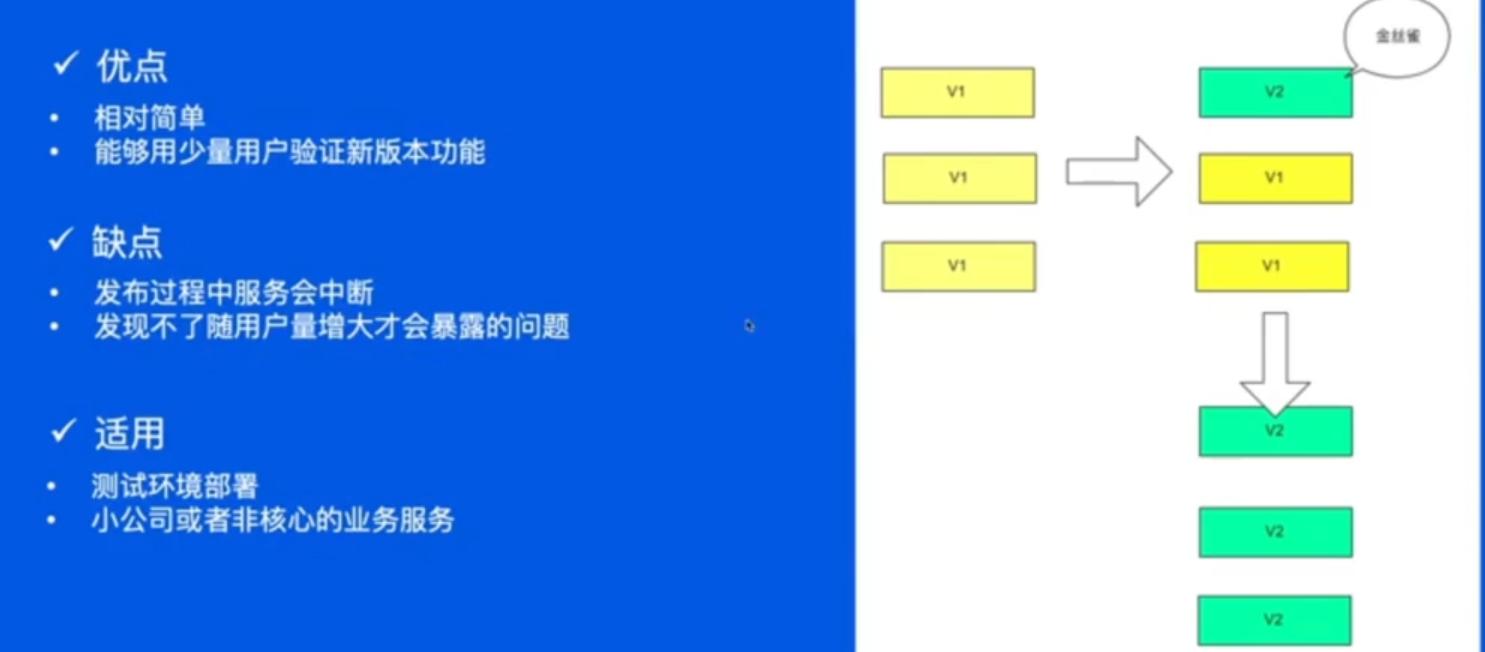 优点
相对简单
能够用少量用户验证新版本功能
缺点
发布过程中服务会中断
发现不了随用户量增大才会暴露的问题
适用
测试环境部署
小公司或者非核心的业务服务
金丝雀
V1
V2
V1
V1
V1
V1
V2
V2
V2